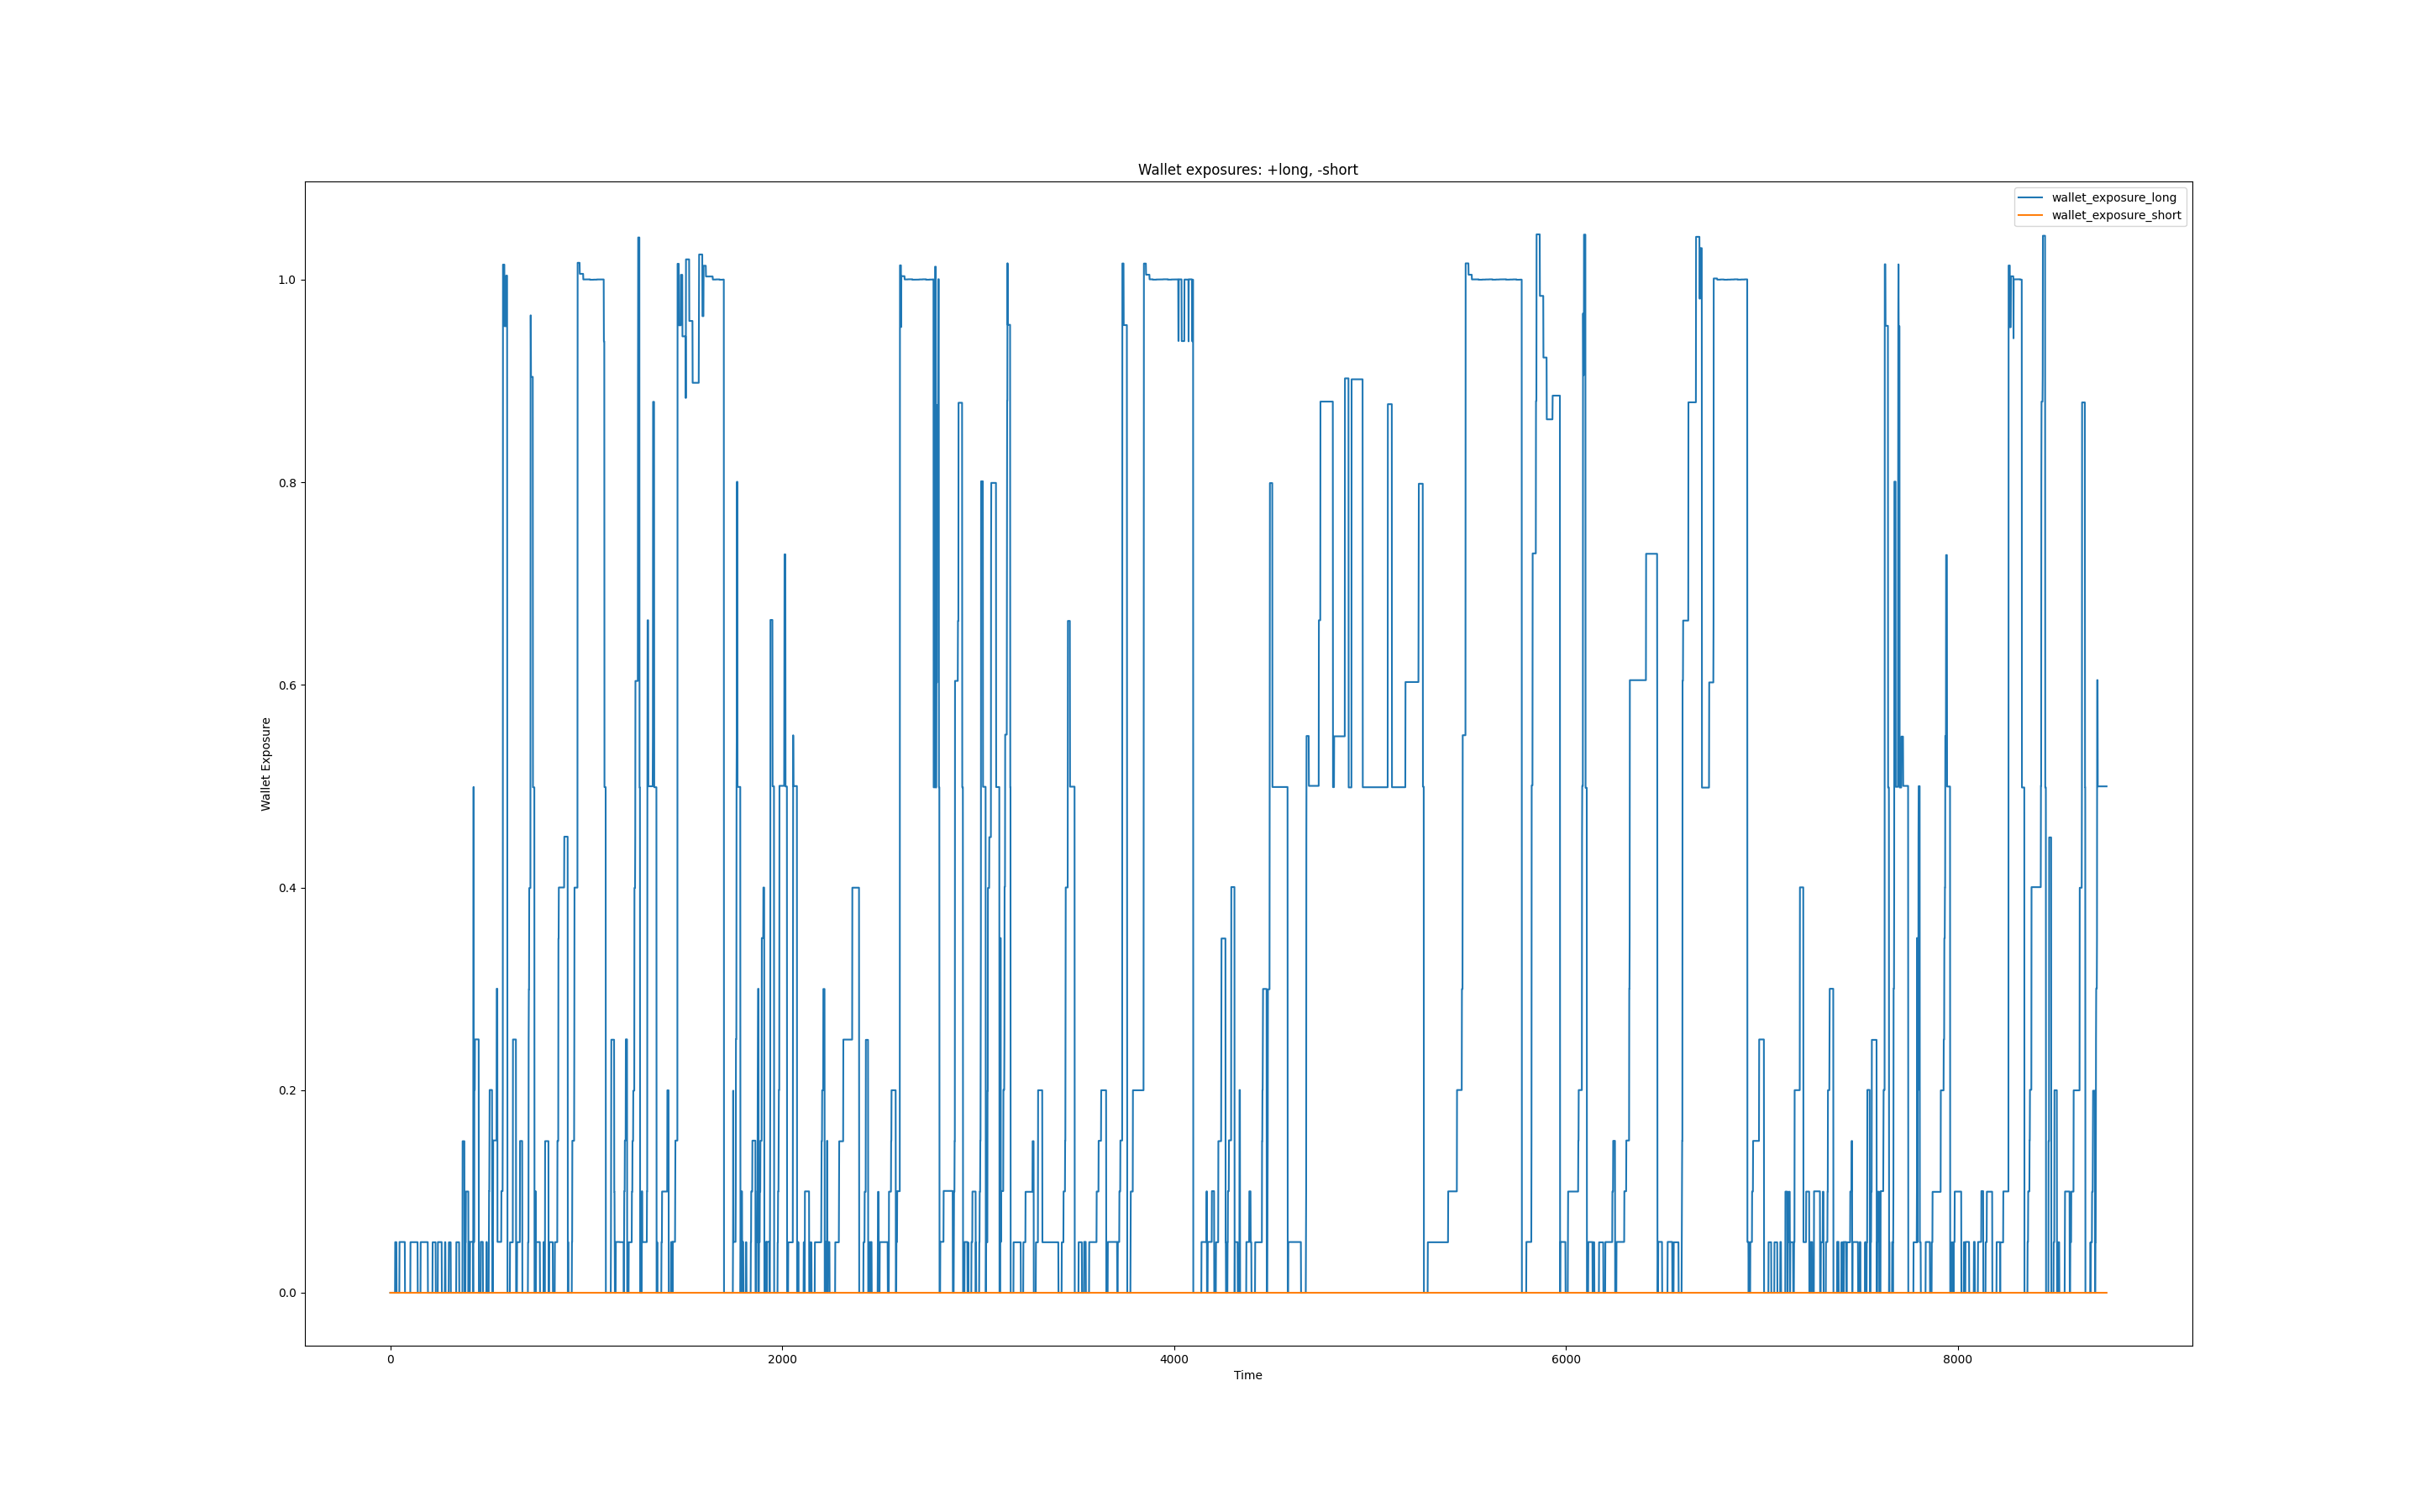 Wallet exposures: +long, -short
wallet_exposure_long
wallet_exposure_short
1.0
0.8
0.6
0.4
0.2
0.0
Wallet Exposure
0
2000
4000
6000
8000
Time